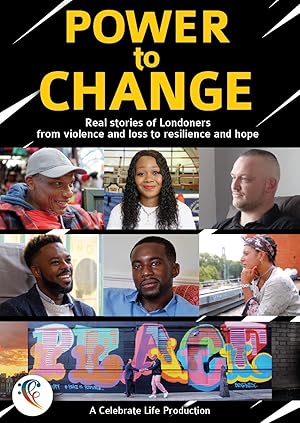 POWER
to
CHANGE
Real stories of Londoners
from violence and loss to resilience and hope
PEACE
A Celebrate Life Production